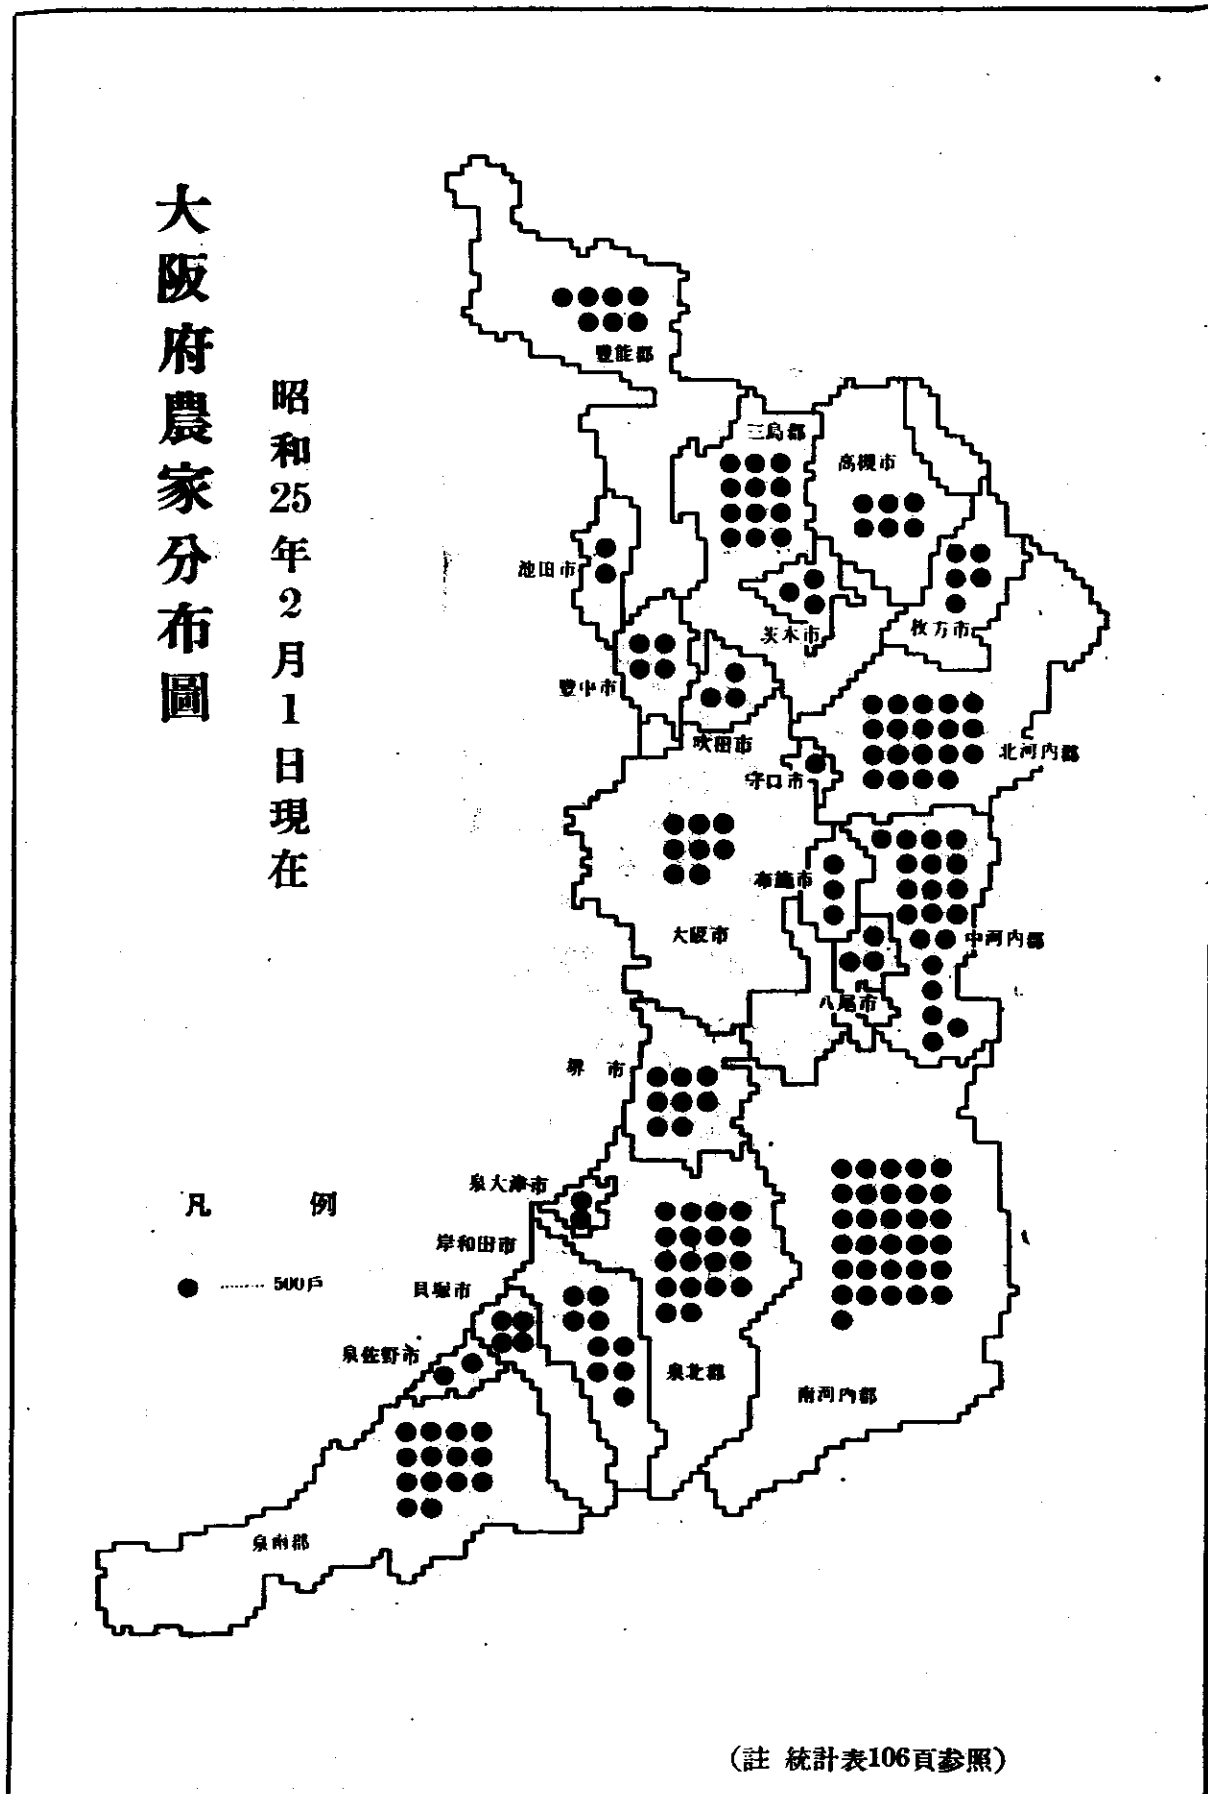 大阪府農家分布圖
昭和25年2月1日現在
豐能郡
三島郡
高槻市
池田市
茨木市
枚方市
豐中市
吹田市
北河内郡
守口市
布施市
大阪市
中河内郡
八尾市
堺市
泉大津市
岸和田市
貝塚市
泉佐野市
泉北郡
南河内郡
泉南郡
凡例
500戶
(註 統計表106頁参照)